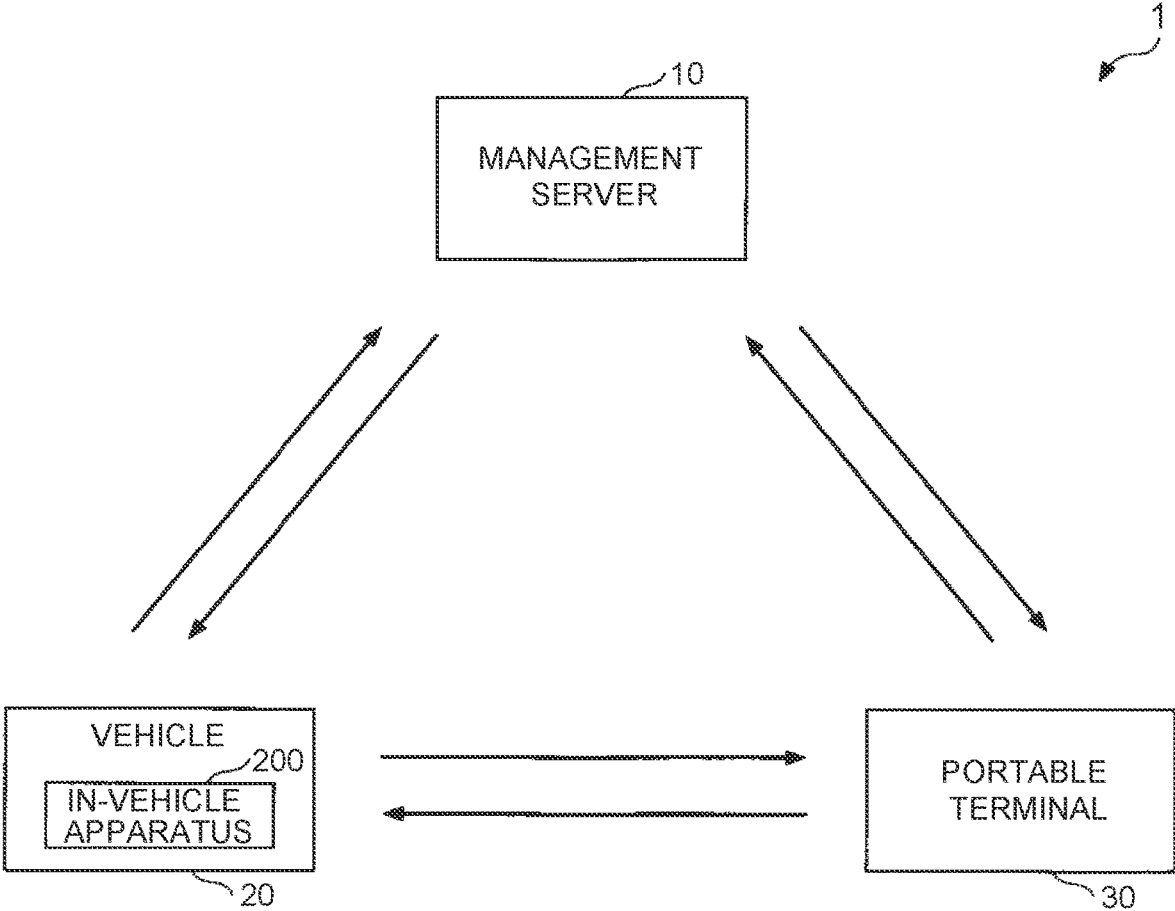 1
10
MANAGEMENT
SERVER
VEHICLE
200
IN-VEHICLE
APPARATUS
20
PORTABLE
TERMINAL
30